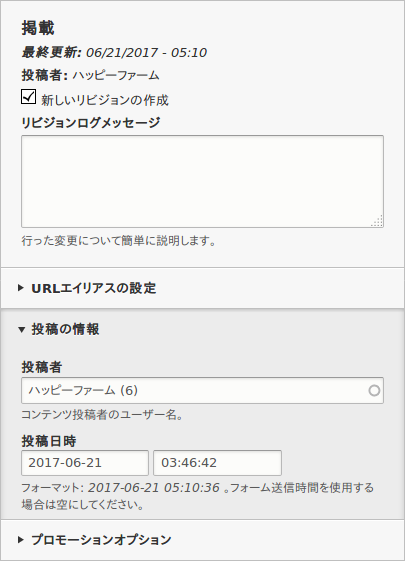 掲載
最終更新: 06/21/2017 - 05:10
投稿者: ハッピーファーム
新しいリビジョンの作成
リビジョンログメッセージ
行った変更について簡単に説明します。
URLエイリアスの設定
投稿の情報
投稿者
ハッピーファーム (6)
コンテンツ投稿者のユーザー名。
投稿日時
2017-06-21 03:46:42
フォーマット: 2017-06-21 05:10:36 。フォーム送信時間を使用する
場合は空にしてください。
プロモーションオプション